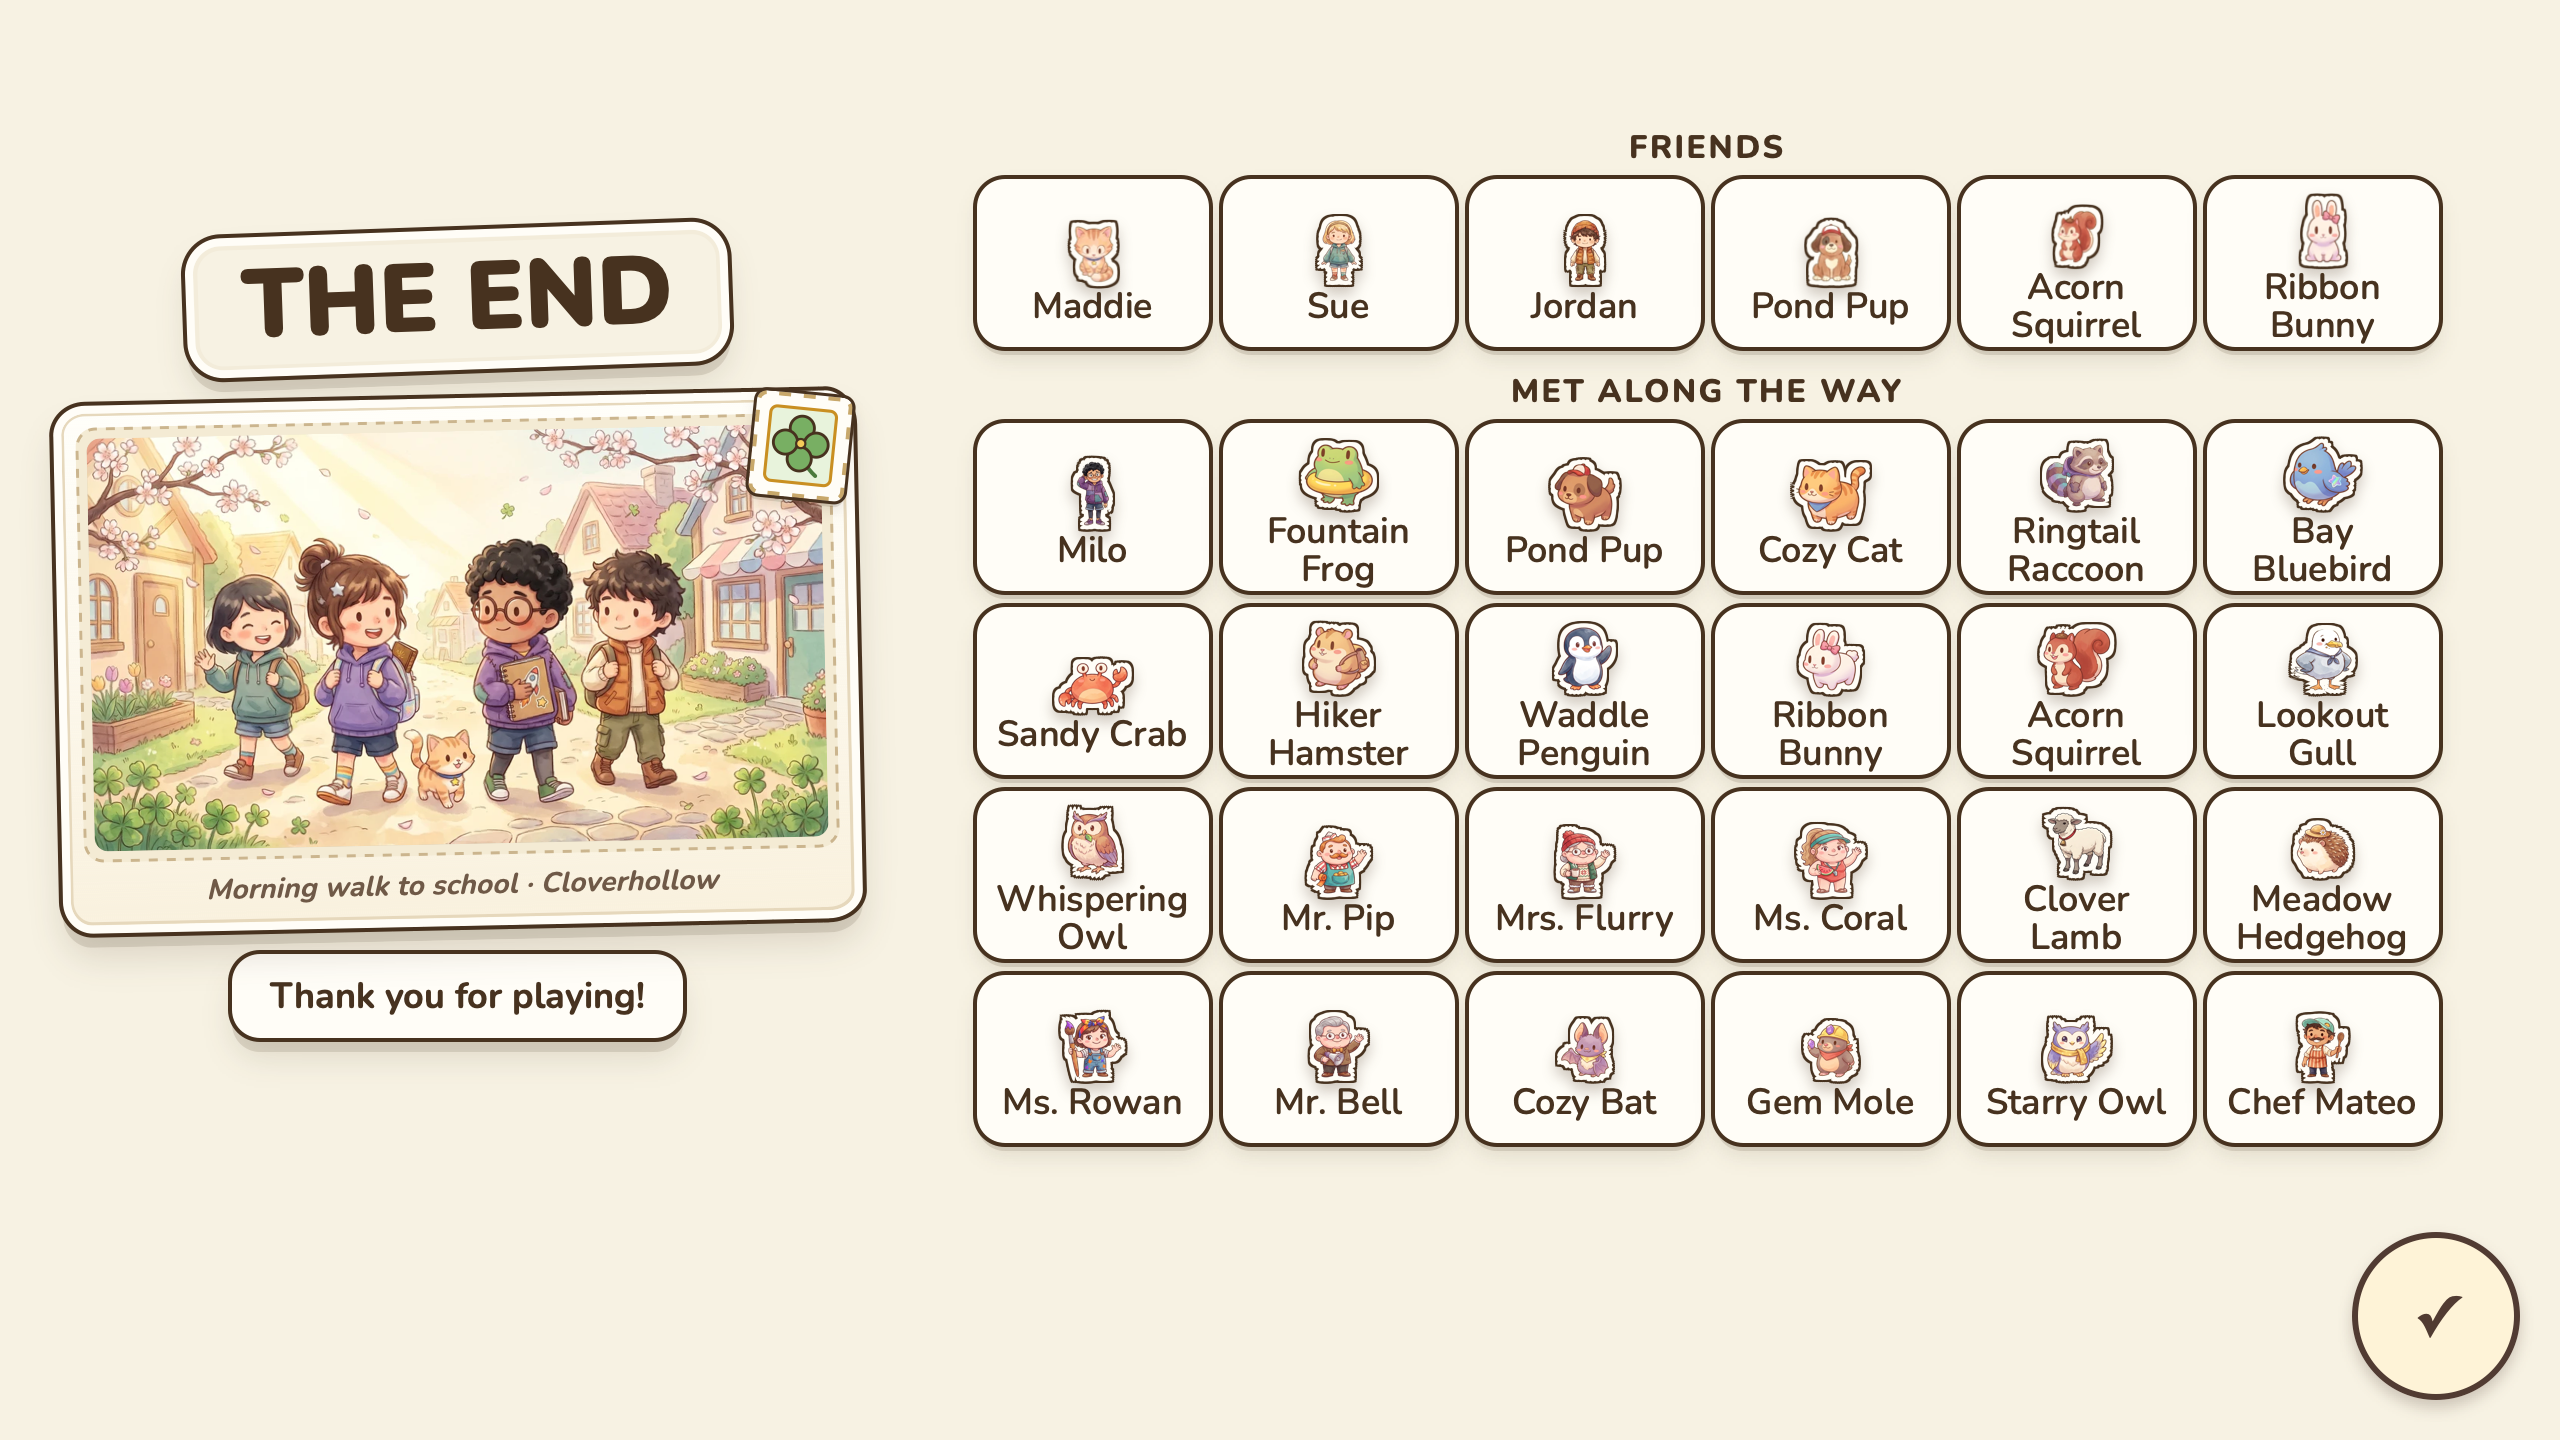 THE END
Morning walk to school · Cloverhollow
Thank you for playing!
FRIENDS
Maddie
Sue
Jordan
Pond Pup
Acorn
Squirrel
Ribbon
Bunny
MET ALONG THE WAY
Milo
Fountain
Frog
Pond Pup
Cozy Cat
Ringtail
Raccoon
Bay
Bluebird
Sandy Crab
Hiker
Hamster
Waddle
Penguin
Ribbon
Bunny
Acorn
Squirrel
Lookout
Gull
Whispering
Owl
Mr. Pip
Mrs. Flurry
Ms. Coral
Clover
Lamb
Meadow
Hedgehog
Ms. Rowan
Mr. Bell
Cozy Bat
Gem Mole
Starry Owl
Chef Mateo